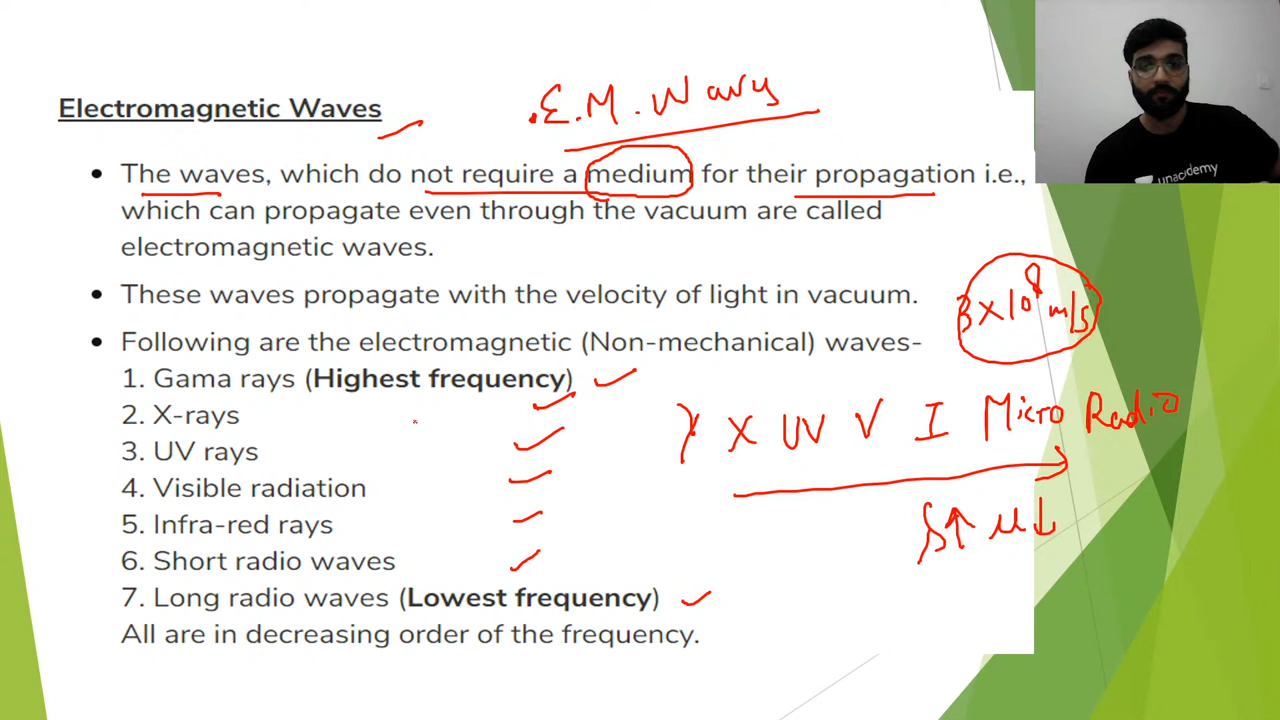 E.M. Wavs
unacidemy
Electromagnetic Waves
• The waves, which do not require a medium for their propagation i.e.,
which can propagate even through the vacuum are called
electromagnetic waves.
• These waves propagate with the velocity of light in vacuum.
3×10⁸ m/s
• Following are the electromagnetic (Non-mechanical) waves-
1. Gama rays (Highest frequency)
2. X-rays
γ X UV V I Micro Radio
3. UV rays
4. Visible radiation
5. Infra-red rays
λ↑ μ↓
6. Short radio waves
7. Long radio waves (Lowest frequency)
All are in decreasing order of the frequency.